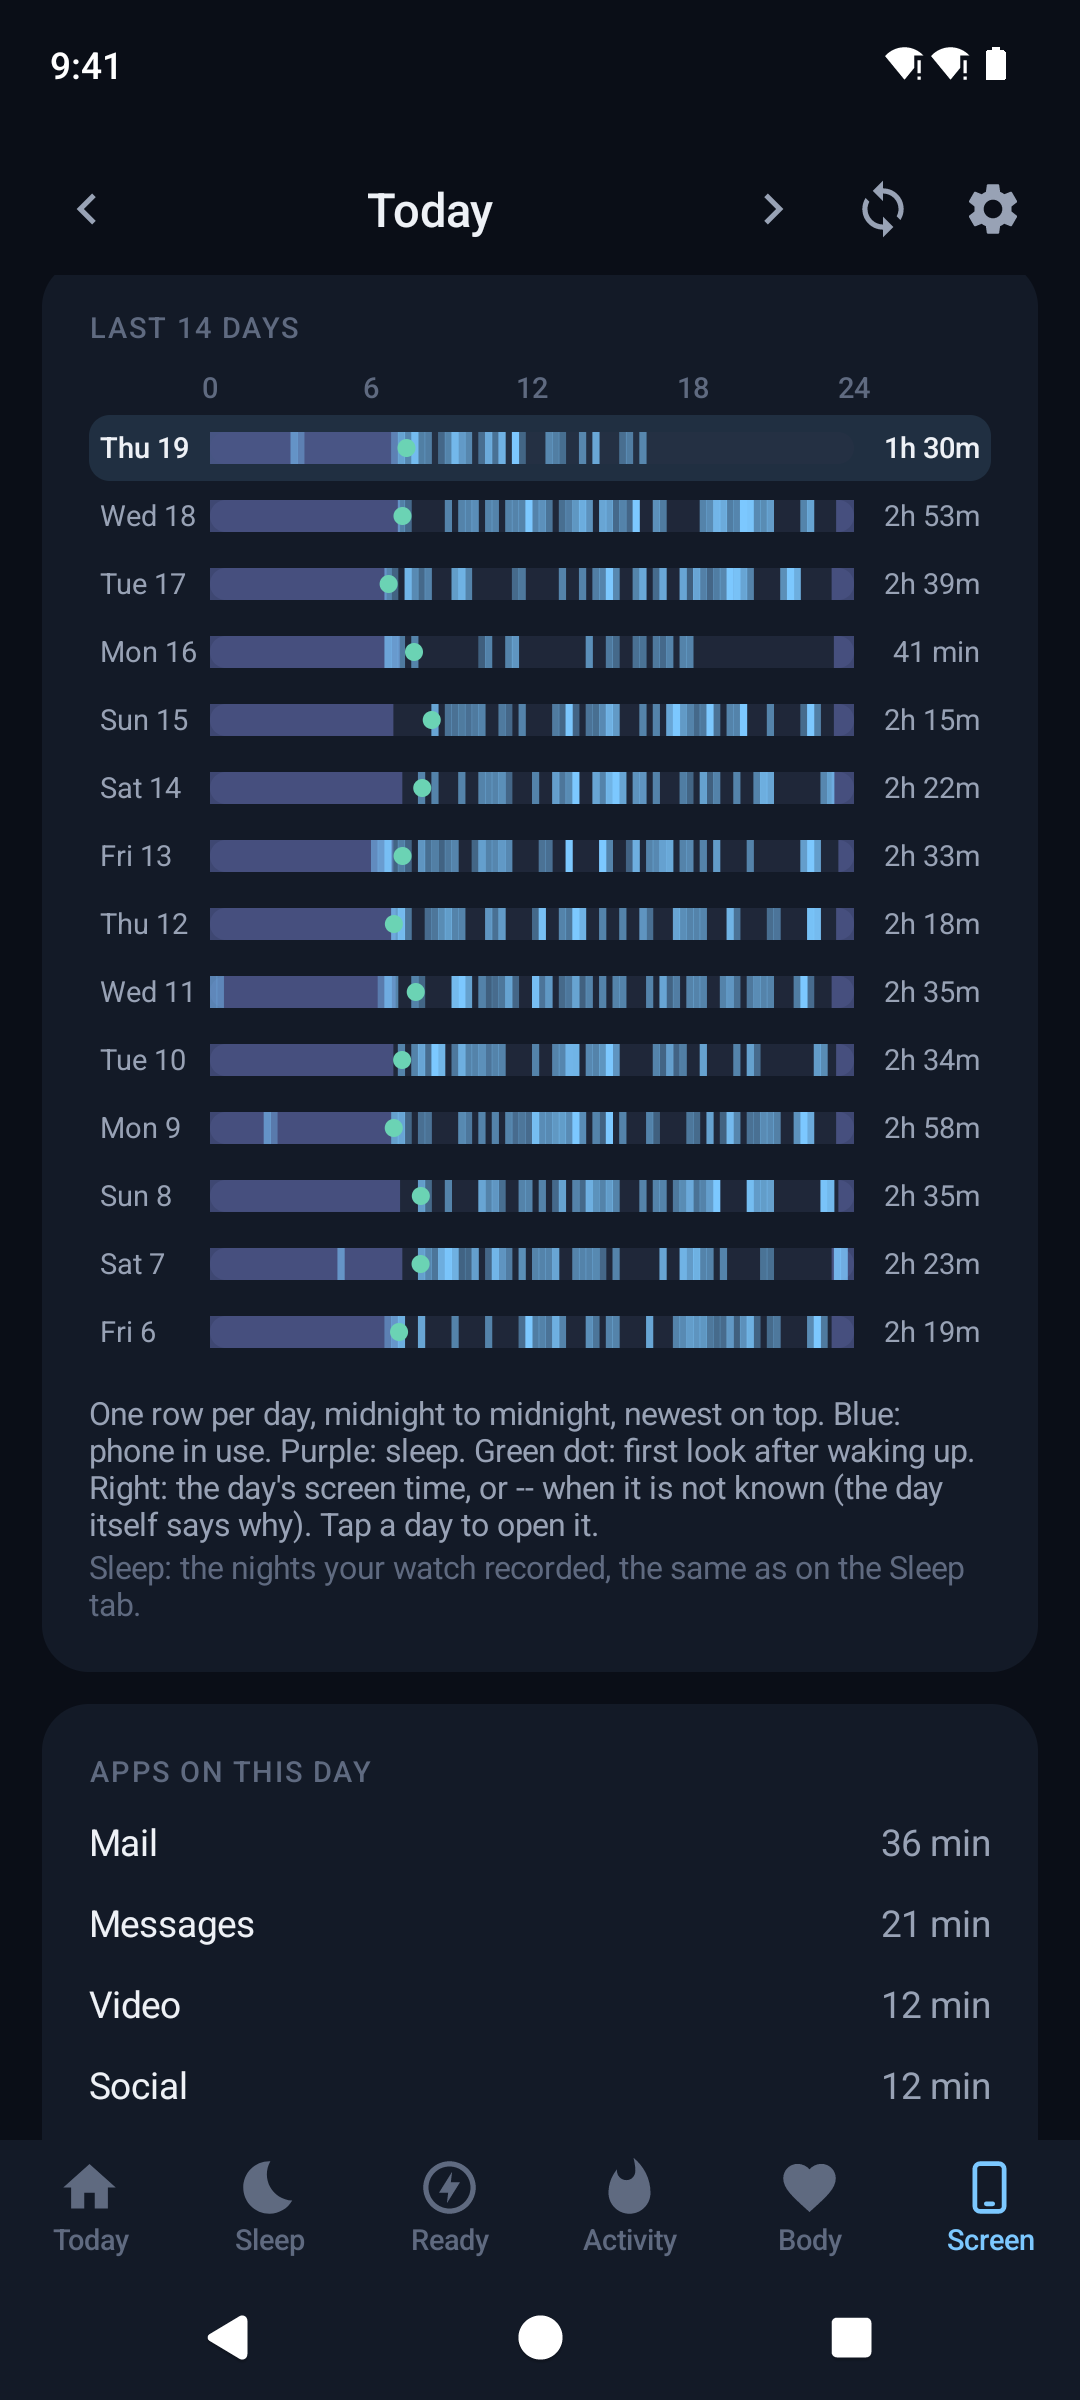 9:41
Today
LAST 14 DAYS
0 6 12 18 24
Thu 19 1h 30m
Wed 18 2h 53m
Tue 17 2h 39m
Mon 16 41 min
Sun 15 2h 15m
Sat 14 2h 22m
Fri 13 2h 33m
Thu 12 2h 18m
Wed 11 2h 35m
Tue 10 2h 34m
Mon 9 2h 58m
Sun 8 2h 35m
Sat 7 2h 23m
Fri 6 2h 19m
One row per day, midnight to midnight, newest on top. Blue:
phone in use. Purple: sleep. Green dot: first look after waking up.
Right: the day's screen time, or -- when it is not known (the day
itself says why). Tap a day to open it.
Sleep: the nights your watch recorded, the same as on the Sleep
tab.
APPS ON THIS DAY
Mail 36 min
Messages 21 min
Video 12 min
Social 12 min
Today Sleep Ready Activity Body Screen